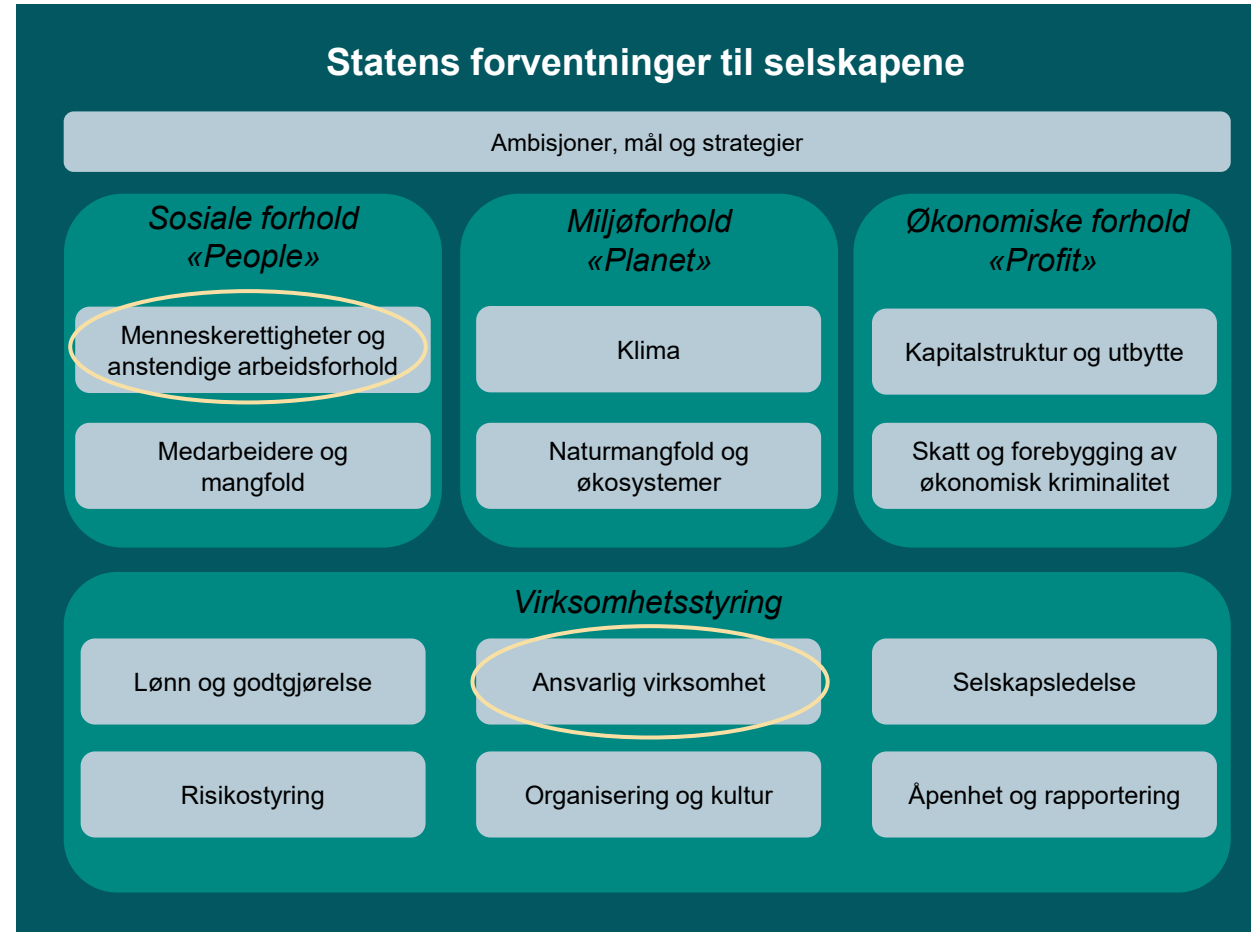 Statens forventninger til selskapene
Ambisjoner, mål og strategier
Sosiale forhold
«People»
Menneskerettigheter og
anstendige arbeidsforhold
Medarbeidere og
mangfold
Miljøforhold
«Planet»
Klima
Naturmangfold og
økosystemer
Økonomiske forhold
«Profit»
Kapitalstruktur og utbytte
Skatt og forebygging av
økonomisk kriminalitet
Virksomhetsstyring
Lønn og godtgjørelse
Ansvarlig virksomhet
Selskapsledelse
Risikostyring
Organisering og kultur
Åpenhet og rapportering